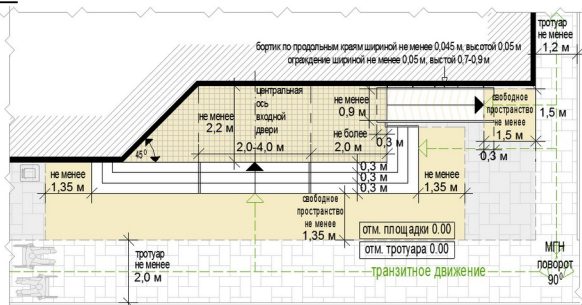 тротуар
не менее
1,2 м
бортик по продольным краям шириной не менее 0,045 м, высотой 0,05 м
ограждение шириной не менее 0,05 м, выстой 0,7-0,9 м
центральная
ось
входной
двери
не менее
2,2 м
не менее
0,9 м
свободное
пространство
не менее
1,5 м
1,5 м
не более
2,0 м
0,3 м
2,0-4,0 м
45⁰
0,3 м
0,3 м
0,3 м
0,3 м
не менее
1,35 м
не менее
1,35 м
свободное
пространство
не менее
1,35 м
отм. площадки 0.00
отм. тротуара 0.00
тротуар
не менее
2,0 м
транзитное движение
МГН
поворот
90⁰